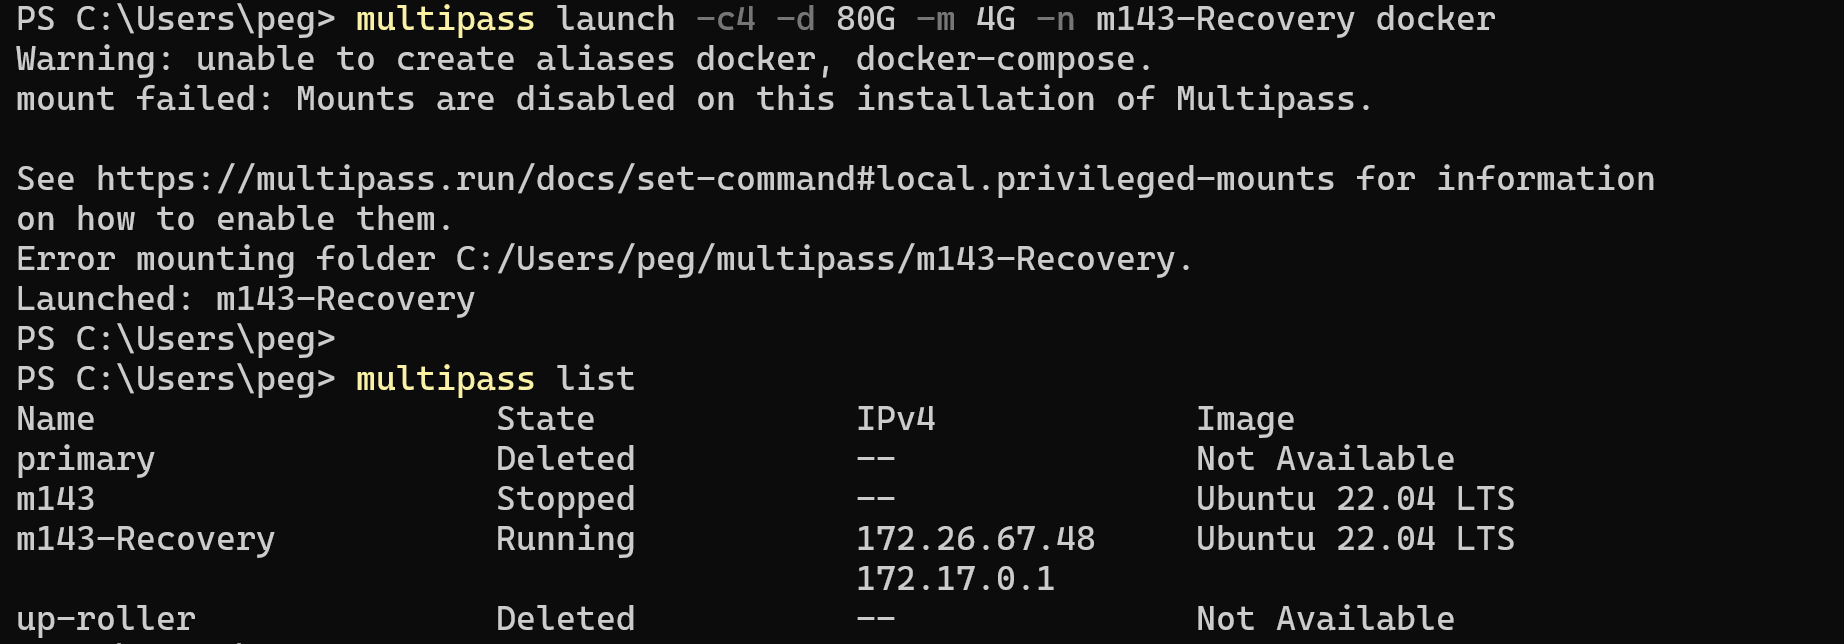 PS C:\Users\peg> multipass launch -c4 -d 80G -m 4G -n m143-Recovery docker
Warning: unable to create aliases docker, docker-compose.
mount failed: Mounts are disabled on this installation of Multipass.
See https://multipass.run/docs/set-command#local.privileged-mounts for information
on how to enable them.
Error mounting folder C:/Users/peg/multipass/m143-Recovery.
Launched: m143-Recovery
PS C:\Users\peg>
PS C:\Users\peg> multipass list
Name State IPv4 Image
primary Deleted -- Not Available
m143 Stopped -- Ubuntu 22.04 LTS
m143-Recovery Running 172.26.67.48 Ubuntu 22.04 LTS
172.17.0.1
up-roller Deleted -- Not Available